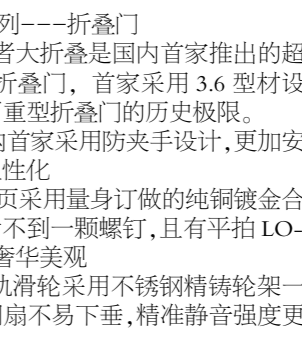 列---折叠门
者大折叠是国内首家推出的超
折叠门，首家采用 3.6 型材设
重型折叠门的历史极限。
内首家采用防夹手设计,更加安
性化
页采用量身订做的纯铜镀金合
不到一颗螺钉,且有平拍 LO-
奢华美观
轨滑轮采用不锈钢精铸轮架一
扇不易下垂,精准静音强度更